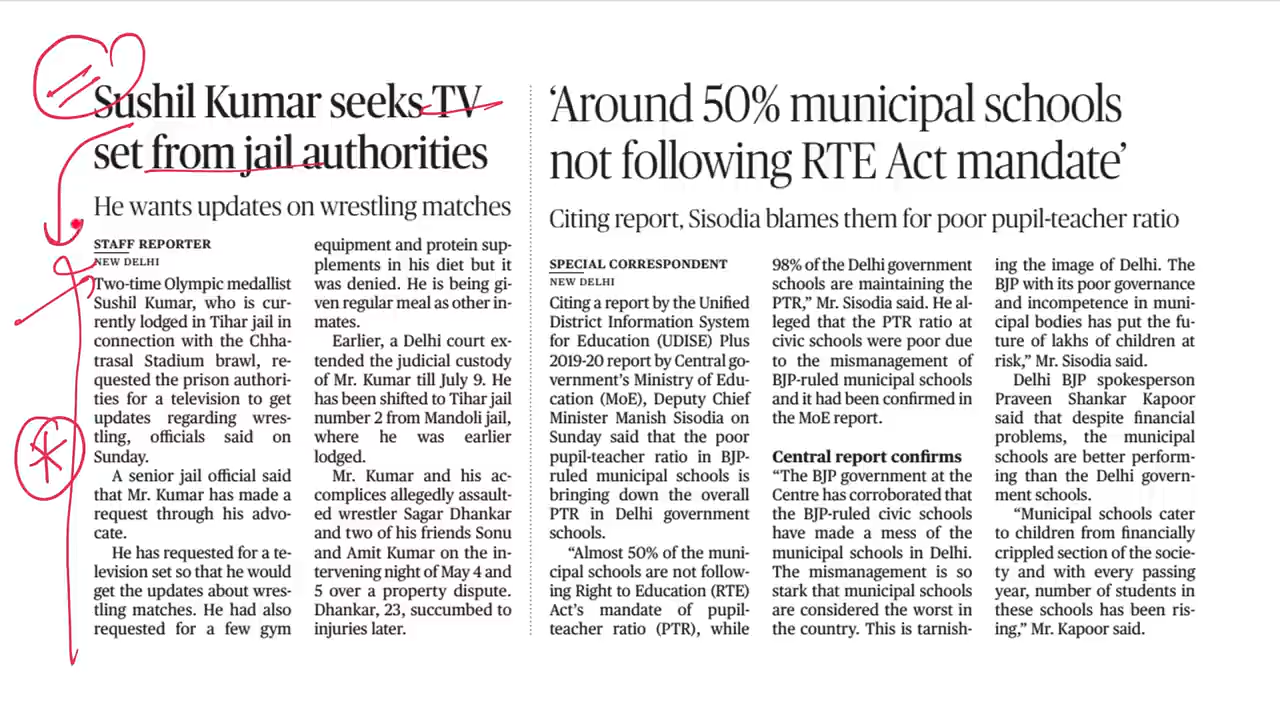 Sushil Kumar seeks TV
set from jail authorities
He wants updates on wrestling matches
STAFF REPORTER
NEW DELHI
Two-time Olympic medallist
Sushil Kumar, who is cur-
rently lodged in Tihar jail in
connection with the Chha-
trasal Stadium brawl, re-
quested the prison authori-
ties for a television to get
updates regarding wres-
tling, officials said on
Sunday.
A senior jail official said
that Mr. Kumar has made a
request through his advo-
cate.
He has requested for a te-
levision set so that he would
get the updates about wres-
tling matches. He had also
requested for a few gym
equipment and protein sup-
plements in his diet but it
was denied. He is being gi-
ven regular meal as other in-
mates.
Earlier, a Delhi court ex-
tended the judicial custody
of Mr. Kumar till July 9. He
has been shifted to Tihar jail
number 2 from Mandoli jail,
where he was earlier
lodged.
Mr. Kumar and his ac-
complices allegedly assault-
ed wrestler Sagar Dhankar
and two of his friends Sonu
and Amit Kumar on the in-
tervening night of May 4 and
5 over a property dispute.
Dhankar, 23, succumbed to
injuries later.
‘Around 50% municipal schools
not following RTE Act mandate’
Citing report, Sisodia blames them for poor pupil-teacher ratio
SPECIAL CORRESPONDENT
NEW DELHI
Citing a report by the Unified
District Information System
for Education (UDISE) Plus
2019-20 report by Central go-
vernment’s Ministry of Edu-
cation (MoE), Deputy Chief
Minister Manish Sisodia on
Sunday said that the poor
pupil-teacher ratio in BJP-
ruled municipal schools is
bringing down the overall
PTR in Delhi government
schools.
“Almost 50% of the muni-
cipal schools are not follow-
ing Right to Education (RTE)
Act’s mandate of pupil-
teacher ratio (PTR), while
98% of the Delhi government
schools are maintaining the
PTR,” Mr. Sisodia said. He al-
leged that the PTR ratio at
civic schools were poor due
to the mismanagement of
BJP-ruled municipal schools
and it had been confirmed in
the MoE report.
Central report confirms
“The BJP government at the
Centre has corroborated that
the BJP-ruled civic schools
have made a mess of the
municipal schools in Delhi.
The mismanagement is so
stark that municipal schools
are considered the worst in
the country. This is tarnish-
ing the image of Delhi. The
BJP with its poor governance
and incompetence in muni-
cipal bodies has put the fu-
ture of lakhs of children at
risk,” Mr. Sisodia said.
Delhi BJP spokesperson
Praveen Shankar Kapoor
said that despite financial
problems, the municipal
schools are better perform-
ing than the Delhi govern-
ment schools.
“Municipal schools cater
to children from financially
crippled section of the socie-
ty and with every passing
year, number of students in
these schools has been ris-
ing,” Mr. Kapoor said.